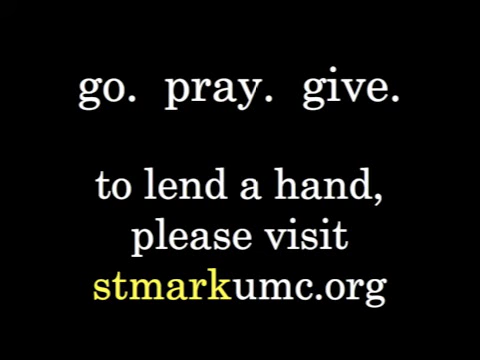 go. pray. give.
to lend a hand,
please visit
stmarkumc.org